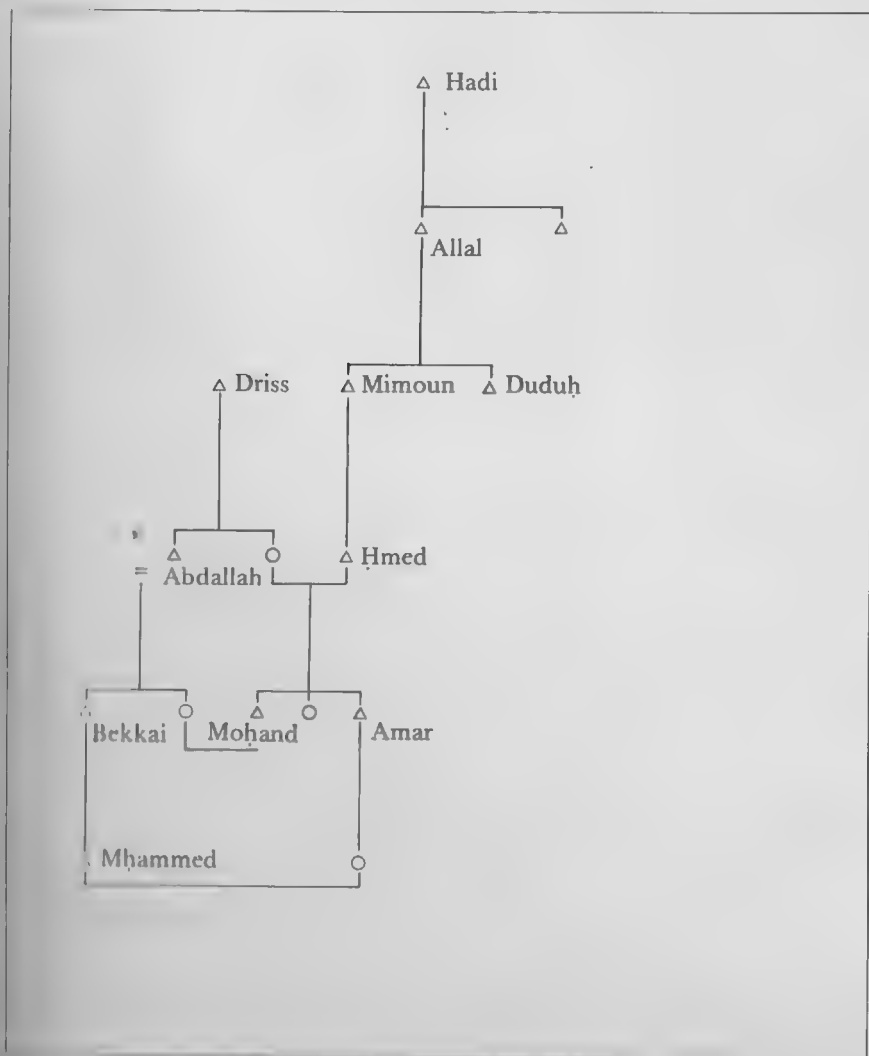 Hadi
Allal
Driss Mimoun Duduḥ
Ḥmed
= Abdallah
Bekkai Moḥand Amar
Mḥammed